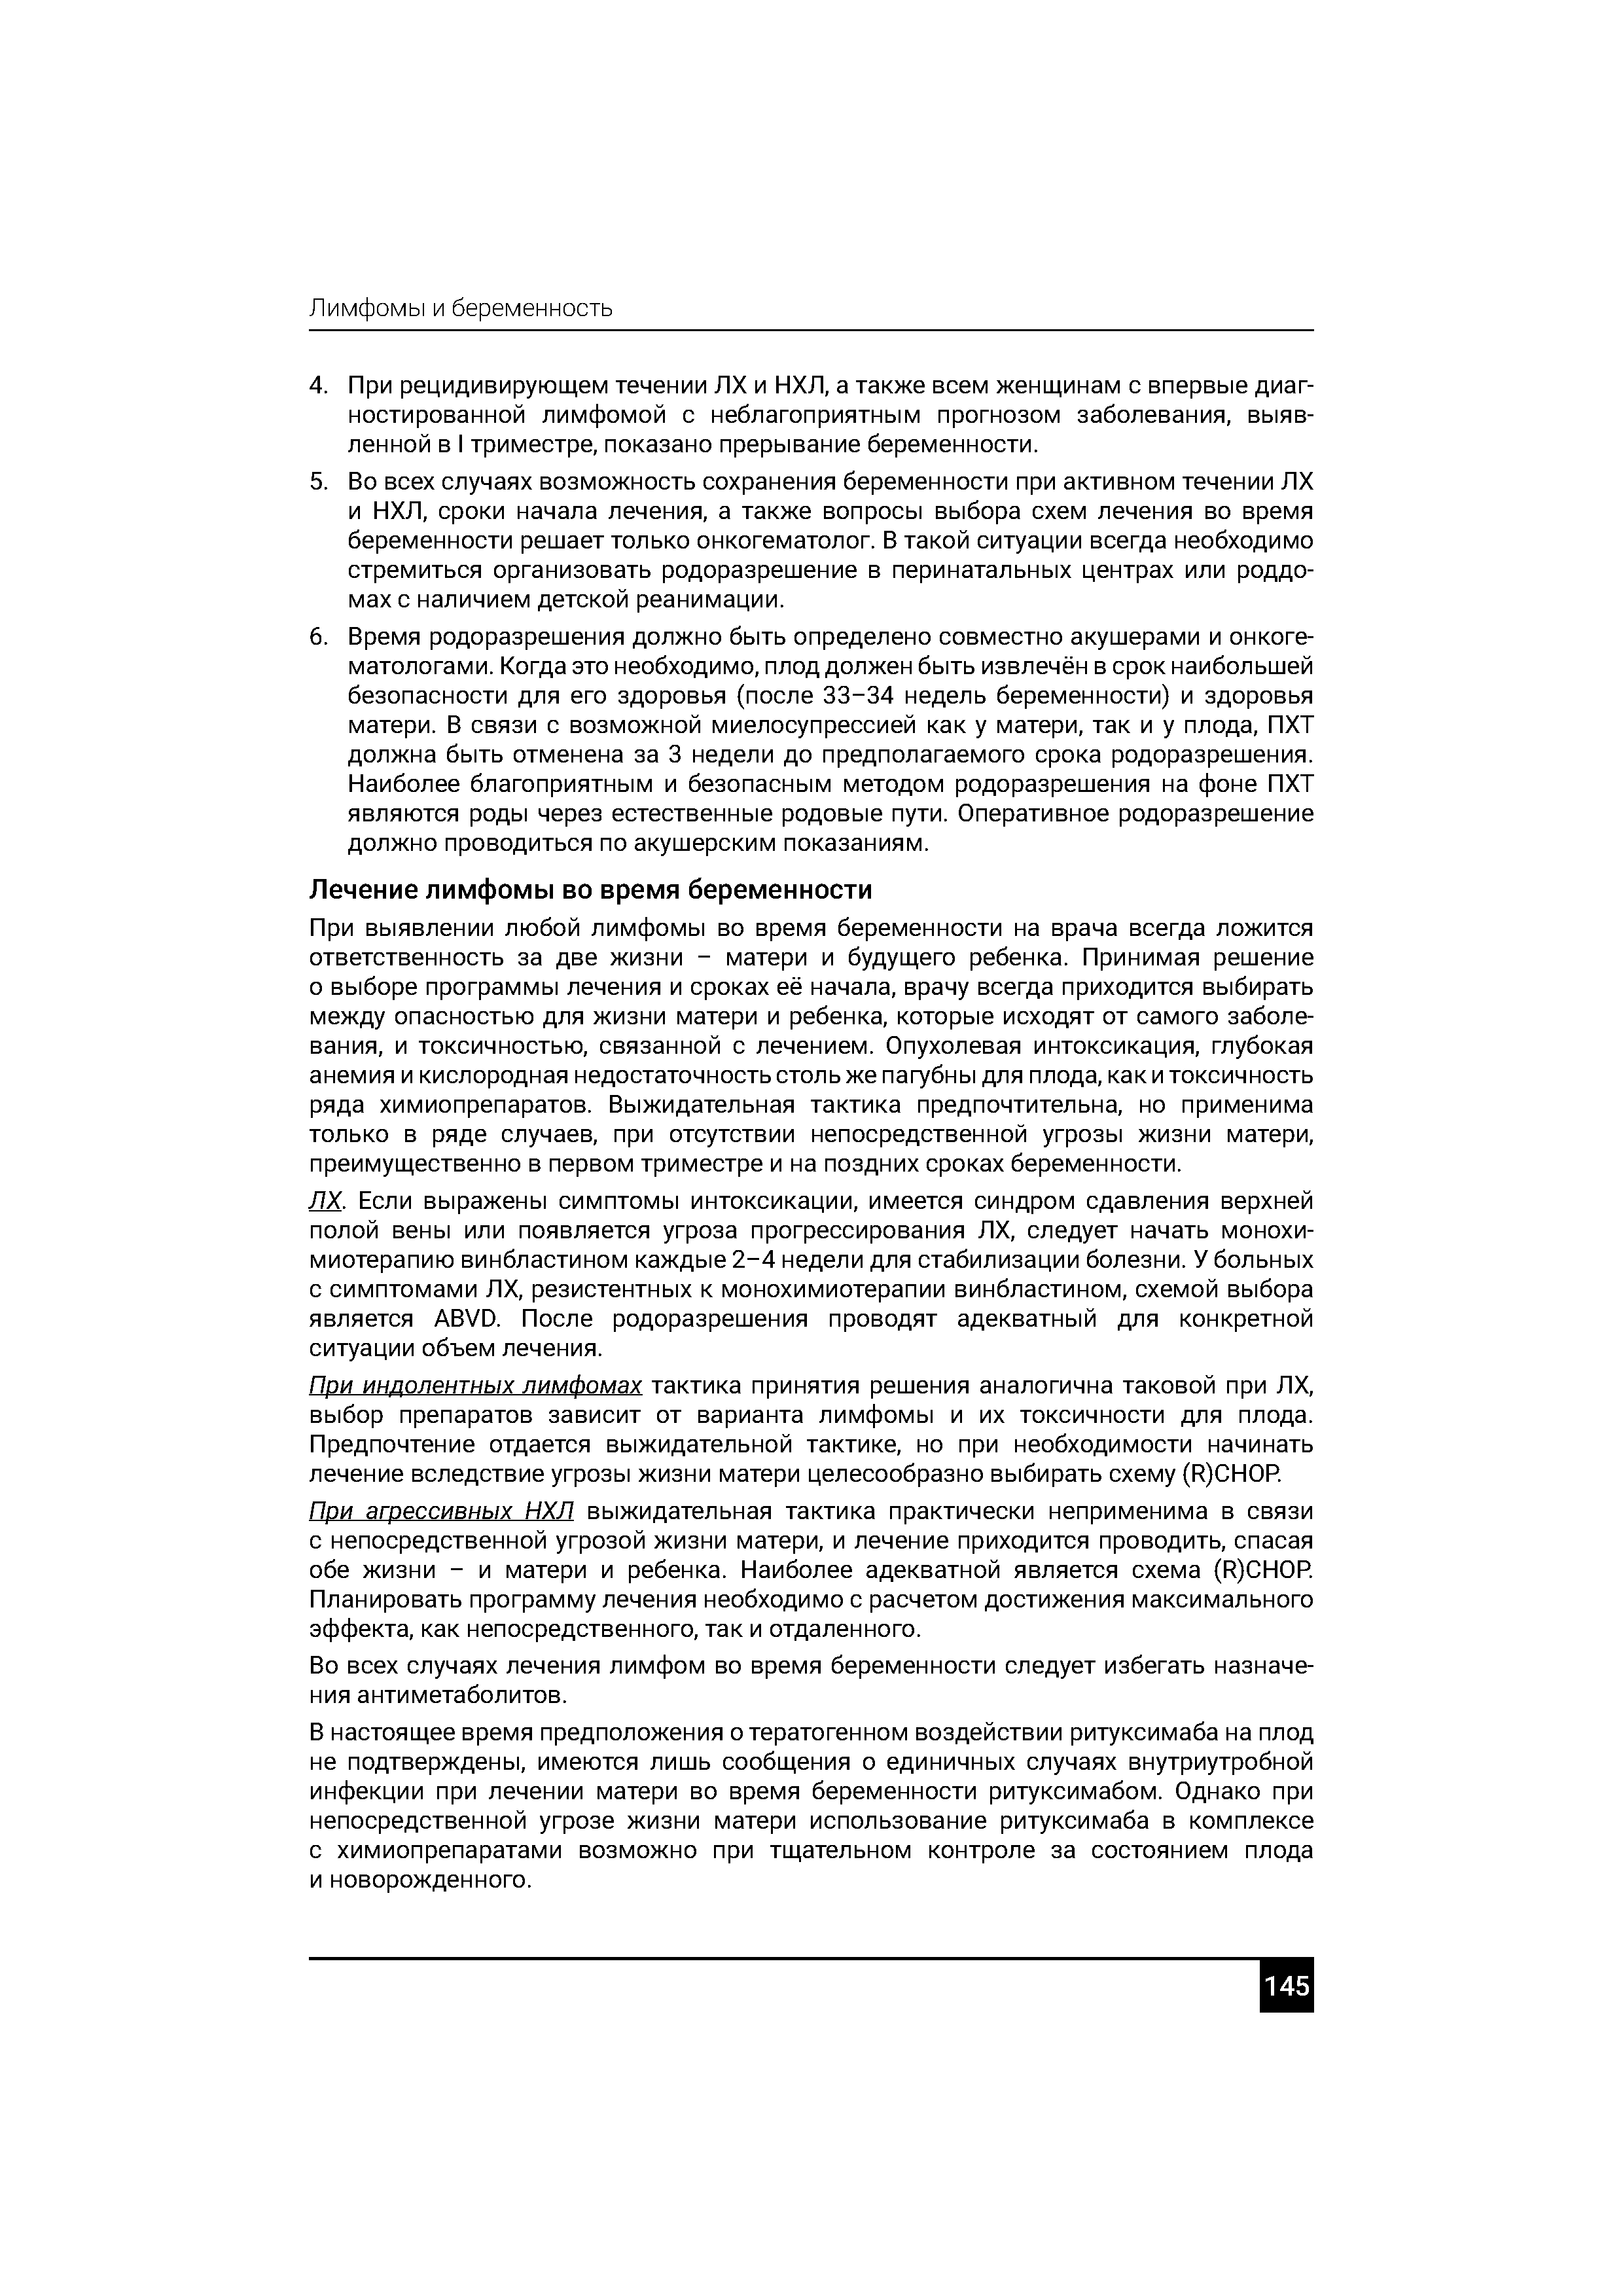 Лимфомы и беременность
4. При рецидивирующем течении ЛХ и НХЛ, а также всем женщинам с впервые диаг-
ностированной лимфомой с неблагоприятным прогнозом заболевания, выяв-
ленной в I триместре, показано прерывание беременности.
5. Во всех случаях возможность сохранения беременности при активном течении ЛХ
и НХЛ, сроки начала лечения, а также вопросы выбора схем лечения во время
беременности решает только онкогематолог. В такой ситуации всегда необходимо
стремиться организовать родоразрешение в перинатальных центрах или роддо-
мах с наличием детской реанимации.
6. Время родоразрешения должно быть определено совместно акушерами и онкоге-
матологами. Когда это необходимо, плод должен быть извлечён в срок наибольшей
безопасности для его здоровья (после 33–34 недель беременности) и здоровья
матери. В связи с возможной миелосупрессией как у матери, так и у плода, ПХТ
должна быть отменена за 3 недели до предполагаемого срока родоразрешения.
Наиболее благоприятным и безопасным методом родоразрешения на фоне ПХТ
являются роды через естественные родовые пути. Оперативное родоразрешение
должно проводиться по акушерским показаниям.
Лечение лимфомы во время беременности
При выявлении любой лимфомы во время беременности на врача всегда ложится
ответственность за две жизни – матери и будущего ребенка. Принимая решение
о выборе программы лечения и сроках её начала, врачу всегда приходится выбирать
между опасностью для жизни матери и ребенка, которые исходят от самого заболе-
вания, и токсичностью, связанной с лечением. Опухолевая интоксикация, глубокая
анемия и кислородная недостаточность столь же пагубны для плода, как и токсичность
ряда химиопрепаратов. Выжидательная тактика предпочтительна, но применима
только в ряде случаев, при отсутствии непосредственной угрозы жизни матери,
преимущественно в первом триместре и на поздних сроках беременности.
ЛХ. Если выражены симптомы интоксикации, имеется синдром сдавления верхней
полой вены или появляется угроза прогрессирования ЛХ, следует начать монохи-
миотерапию винбластином каждые 2–4 недели для стабилизации болезни. У больных
с симптомами ЛХ, резистентных к монохимиотерапии винбластином, схемой выбора
является ABVD. После родоразрешения проводят адекватный для конкретной
ситуации объем лечения.
При индолентных лимфомах тактика принятия решения аналогична таковой при ЛХ,
выбор препаратов зависит от варианта лимфомы и их токсичности для плода.
Предпочтение отдается выжидательной тактике, но при необходимости начинать
лечение вследствие угрозы жизни матери целесообразно выбирать схему (R)CHOP.
При агрессивных НХЛ выжидательная тактика практически неприменима в связи
с непосредственной угрозой жизни матери, и лечение приходится проводить, спасая
обе жизни – и матери и ребенка. Наиболее адекватной является схема (R)CHOP.
Планировать программу лечения необходимо с расчетом достижения максимального
эффекта, как непосредственного, так и отдаленного.
Во всех случаях лечения лимфом во время беременности следует избегать назначе-
ния антиметаболитов.
В настоящее время предположения о тератогенном воздействии ритуксимаба на плод
не подтверждены, имеются лишь сообщения о единичных случаях внутриутробной
инфекции при лечении матери во время беременности ритуксимабом. Однако при
непосредственной угрозе жизни матери использование ритуксимаба в комплексе
с химиопрепаратами возможно при тщательном контроле за состоянием плода
и новорожденного.
145